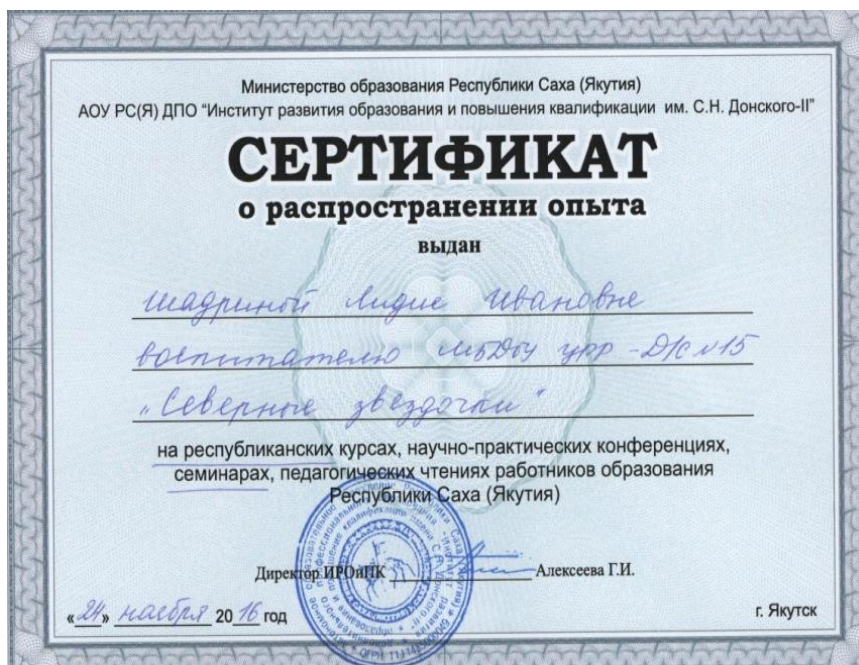 Министерство образования Республики Саха (Якутия)
АОУ РС(Я) ДПО "Институт развития образования и повышения квалификации им. С.Н. Донского-II"
СЕРТИФИКАТ
о распространении опыта
выдан
Шадриной Лидие Ивановне
воспитателю МБДОУ ЦРР - Д/с №15
"Северные звездочки"
на республиканских курсах, научно-практических конференциях,
семинарах, педагогических чтениях работников образования
Республики Саха (Якутия)
Директор ИРОиПК Алексеева Г.И.
«24» ноября 2016 год г. Якутск